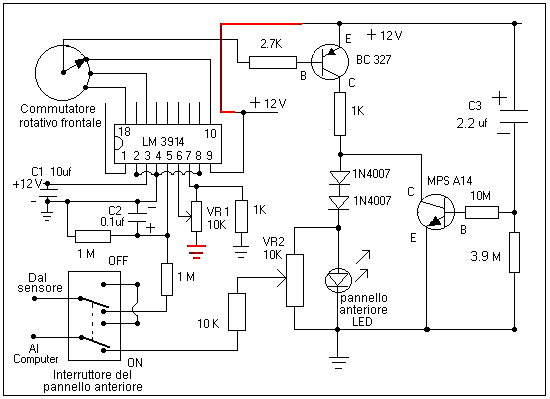 + 12 V
E
2.7K
BC 327
B
C
Commutatore
rotativo frontale
+ 12 V
1K
C3
2.2 uf
18
10
LM 3914
1 2 3 4 5 6 7 8 9
1N4007
1N4007
MPS A14
C
10M
B
E
C1 10uf
+12 V
C2
0.1uf
VR 1
10K
1K
1 M
OFF
1 M
VR2
10K
3.9 M
Dal
sensore
pannello
anteriore
LED
10 K
Al
Computer
ON
Interruttore del
pannello anteriore